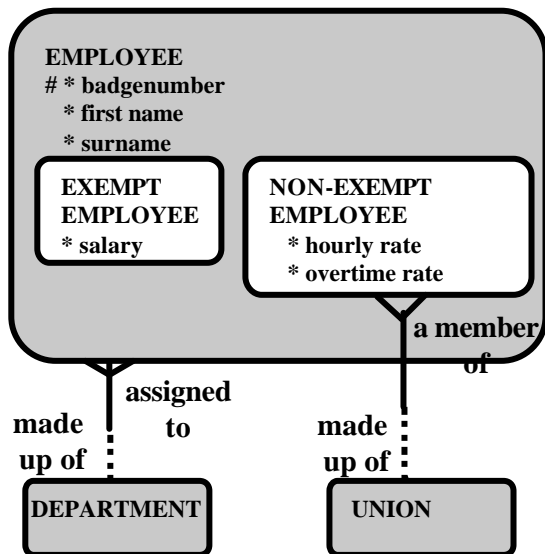 EMPLOYEE
# * badgenumber
* first name
* surname
EXEMPT
EMPLOYEE
* salary
NON-EXEMPT
EMPLOYEE
* hourly rate
* overtime rate
a member
of
assigned
to
made
up of
made
up of
DEPARTMENT
UNION